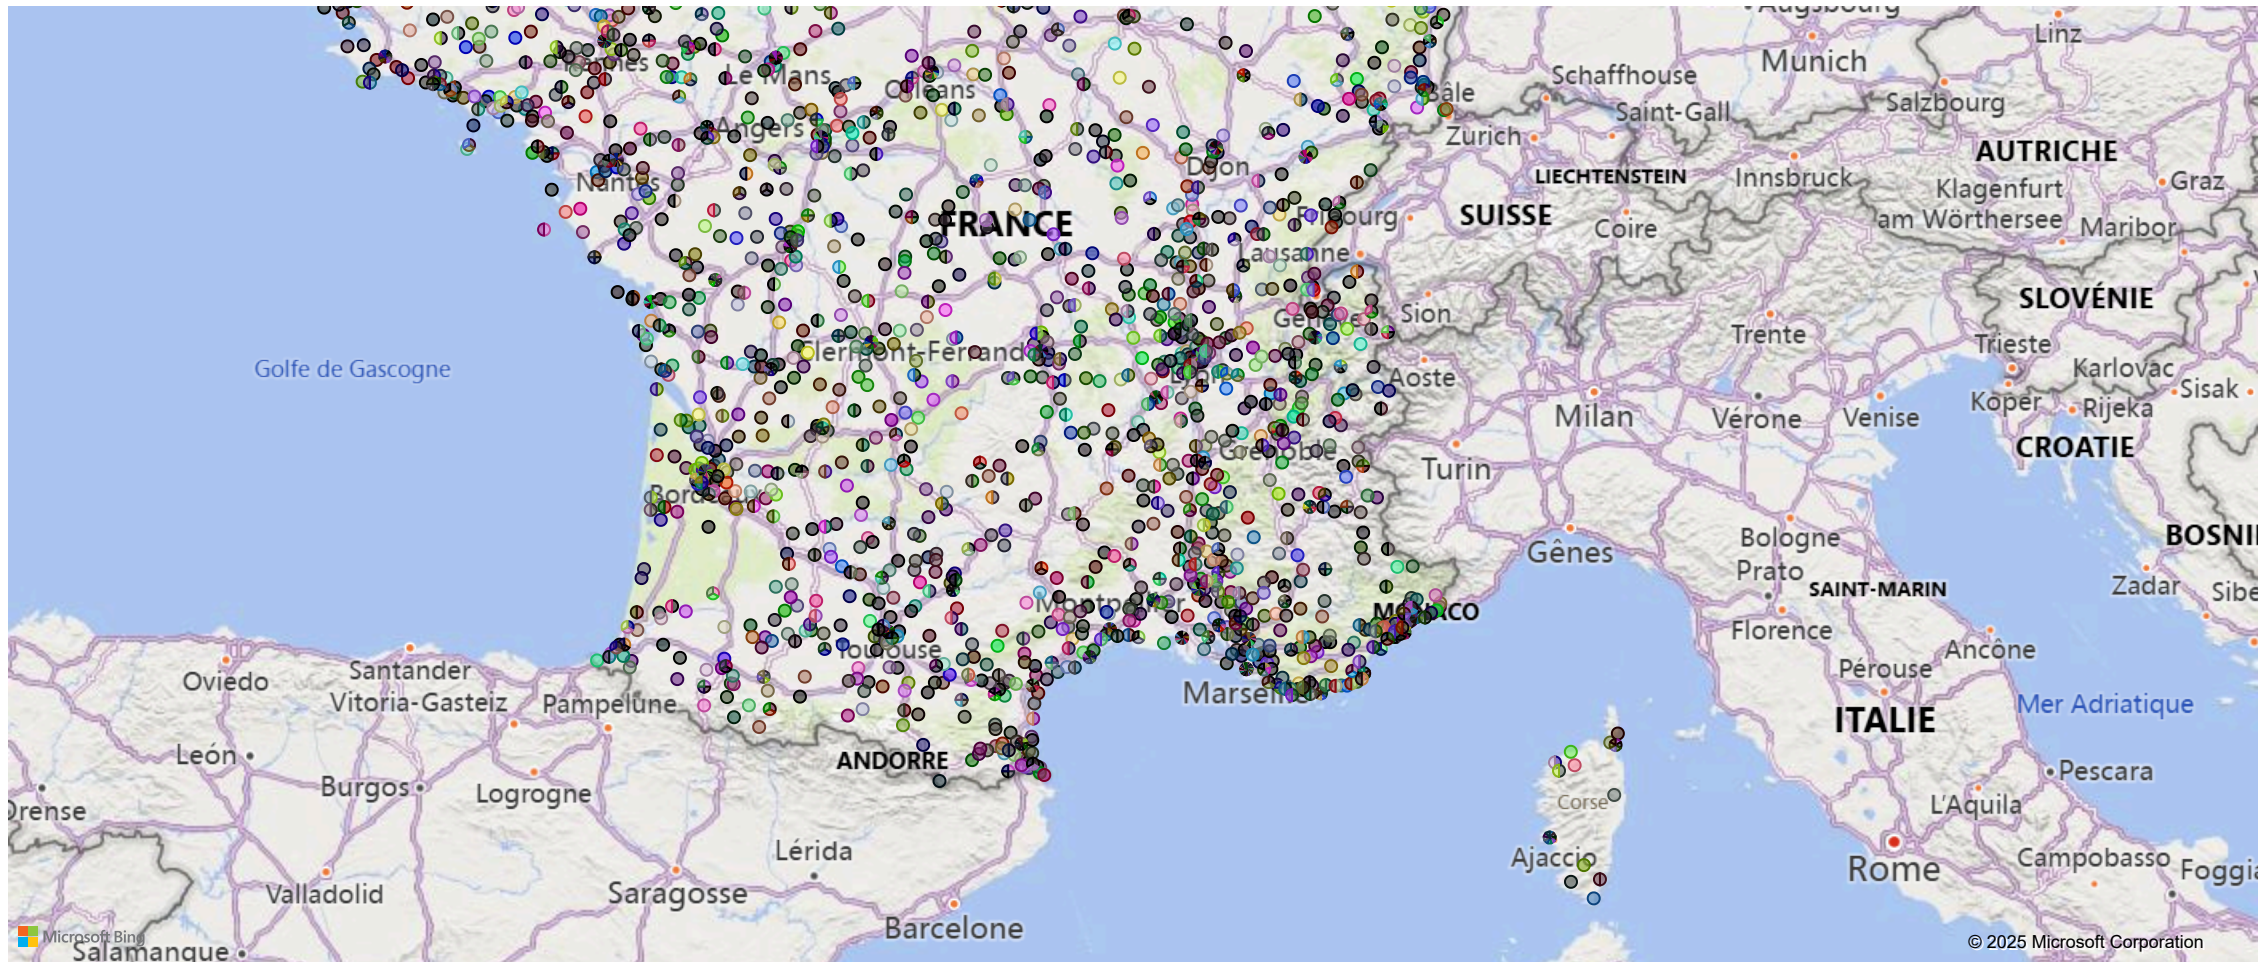 Augsbourg
Linz
Munich
Rennes
Le Mans
Orléans
Schaffhouse
Bâle
Saint-Gall
Salzbourg
Angers
Zurich
AUTRICHE
Dijon
Nantes
LIECHTENSTEIN
Innsbruck
Klagenfurt
am Wörthersee
Graz
FRANCE
Fribourg
SUISSE
Coire
Maribor
Lausanne
SLOVÉNIE
Genève
Sion
Trente
Trieste
Golfe de Gascogne
Clermont-Ferrand
Lyon
Aoste
Karlovac
Sisak
Milan
Vérone
Venise
Koper
Rijeka
CROATIE
Grenoble
Turin
Bordeaux
Bologne
BOSNI
Gênes
Prato
SAINT-MARIN
Zadar
Sibe
Montpellier
MONACO
Florence
Toulouse
Ancône
Santander
Oviedo
Pérouse
Vitoria-Gasteiz
Pampelune
Marseille
Mer Adriatique
ITALIE
León
ANDORRE
Pescara
Burgos
Logrogne
Corse
L'Aquila
Orense
Lérida
Ajaccio
Rome
Campobasso
Foggia
Valladolid
Saragosse
Barcelone
Microsoft Bing
Salamanque
© 2025 Microsoft Corporation